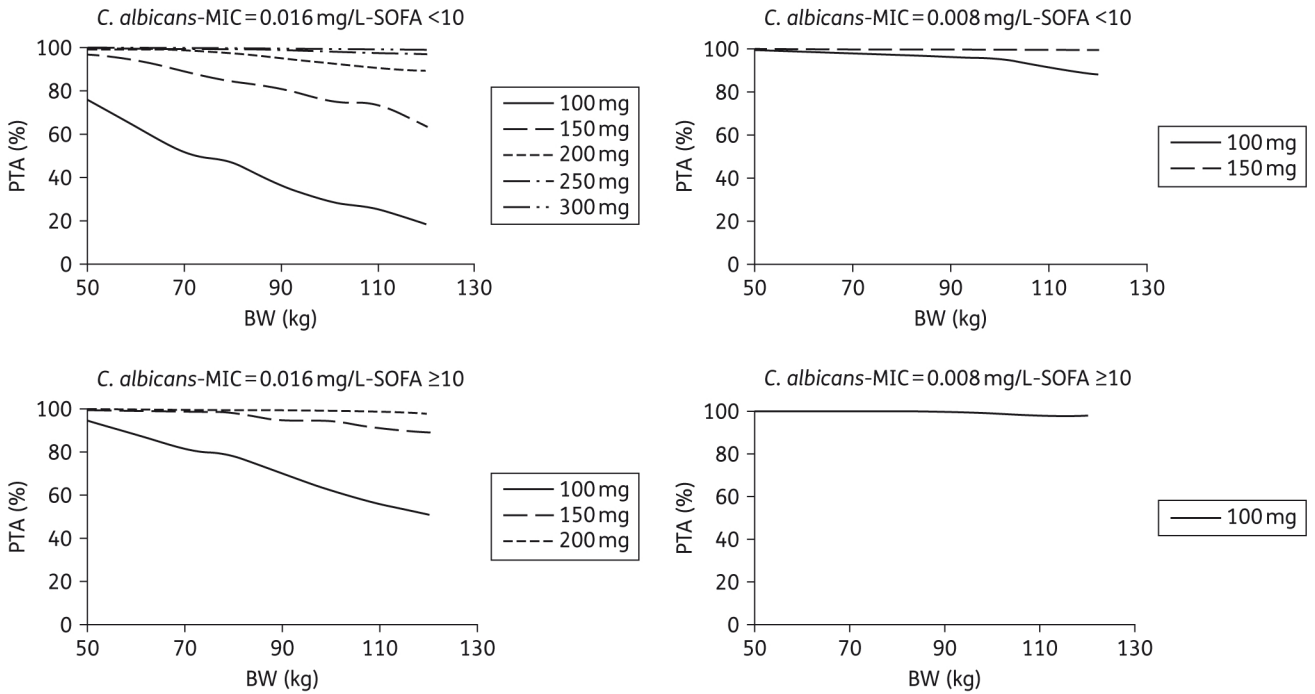 C. albicans-MIC=0.016 mg/L-SOFA <10
PTA (%)
100
80
60
40
20
0
50 70 90 110 130
BW (kg)
100 mg
150 mg
200 mg
250 mg
300 mg
C. albicans-MIC=0.008 mg/L-SOFA <10
PTA (%)
100
80
60
40
20
0
50 70 90 110 130
BW (kg)
100 mg
150 mg
C. albicans-MIC=0.016 mg/L-SOFA ≥10
PTA (%)
100
80
60
40
20
0
50 70 90 110 130
BW (kg)
100 mg
150 mg
200 mg
C. albicans-MIC=0.008 mg/L-SOFA ≥10
PTA (%)
100
80
60
40
20
0
50 70 90 110 130
BW (kg)
100 mg